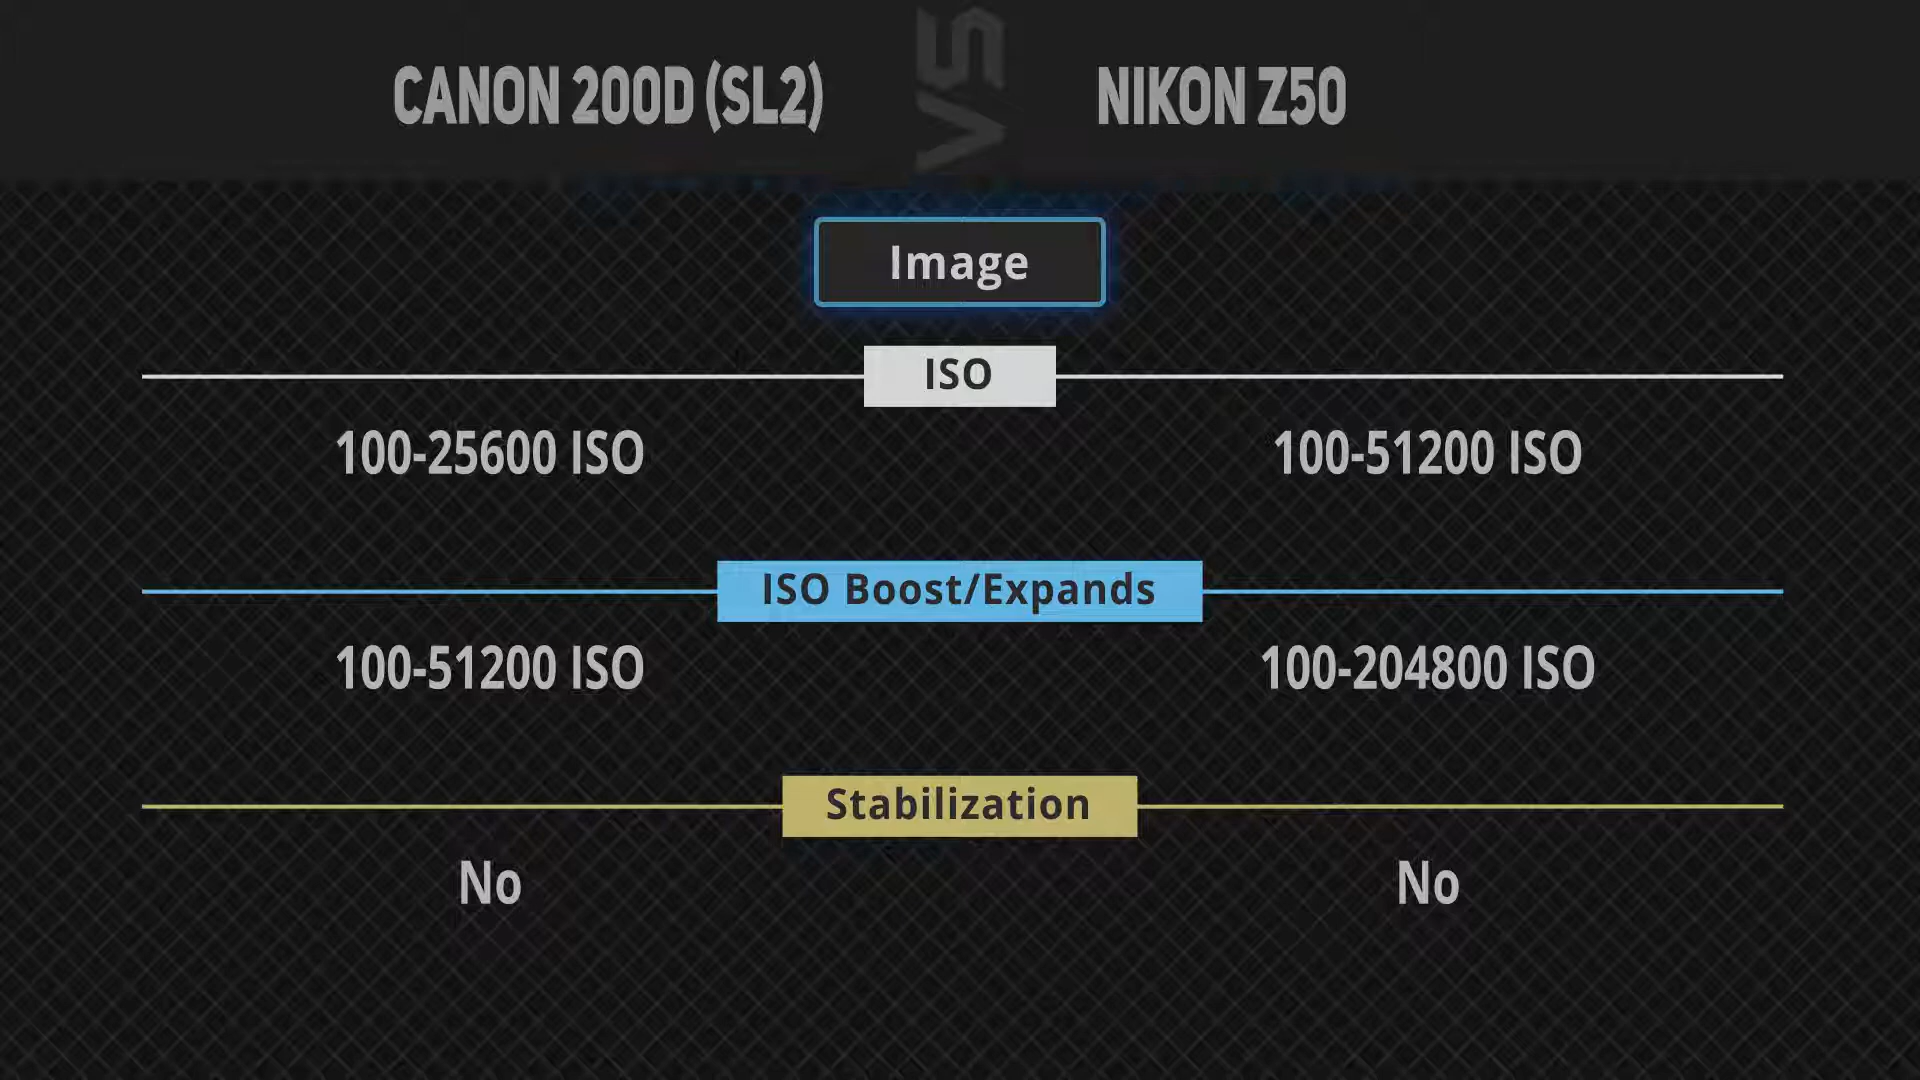 CANON 200D (SL2)
VS
NIKON Z50
Image
ISO
100-25600 ISO
100-51200 ISO
ISO Boost/Expands
100-51200 ISO
100-204800 ISO
Stabilization
No
No